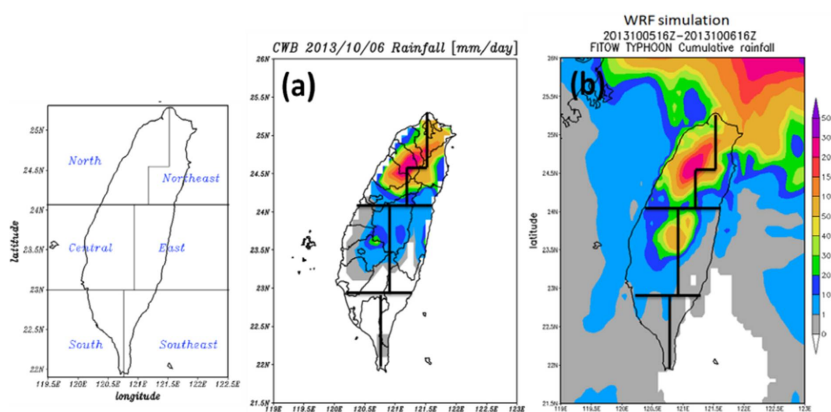 WRF simulation
CWB 2013/10/06 Rainfall [mm/day]
2013100516Z-2013100616Z
FITOW TYPHOON Cumulative rainfall
(a)
(b)
25N
24.5N
24N
23.5N
23N
22.5N
22N
latitude
North
Northeast
Central
East
South
Southeast
119.5E 120E 120.5E 121E 121.5E 122E 122.5E
longitude
26N
25.5N
25N
24.5N
24N
23.5N
23N
22.5N
22N
21.5N
119E 119.5E 120E 120.5E 121E 121.5E 122E 122.5E 123E
26N
25.5N
25N
24.5N
24N
23.5N
23N
22.5N
22N
21.5N
latitude
119E 119.5E 120E 120.5E 121E 121.5E 122E 122.5E 123E
50
40
30
20
10
1
0